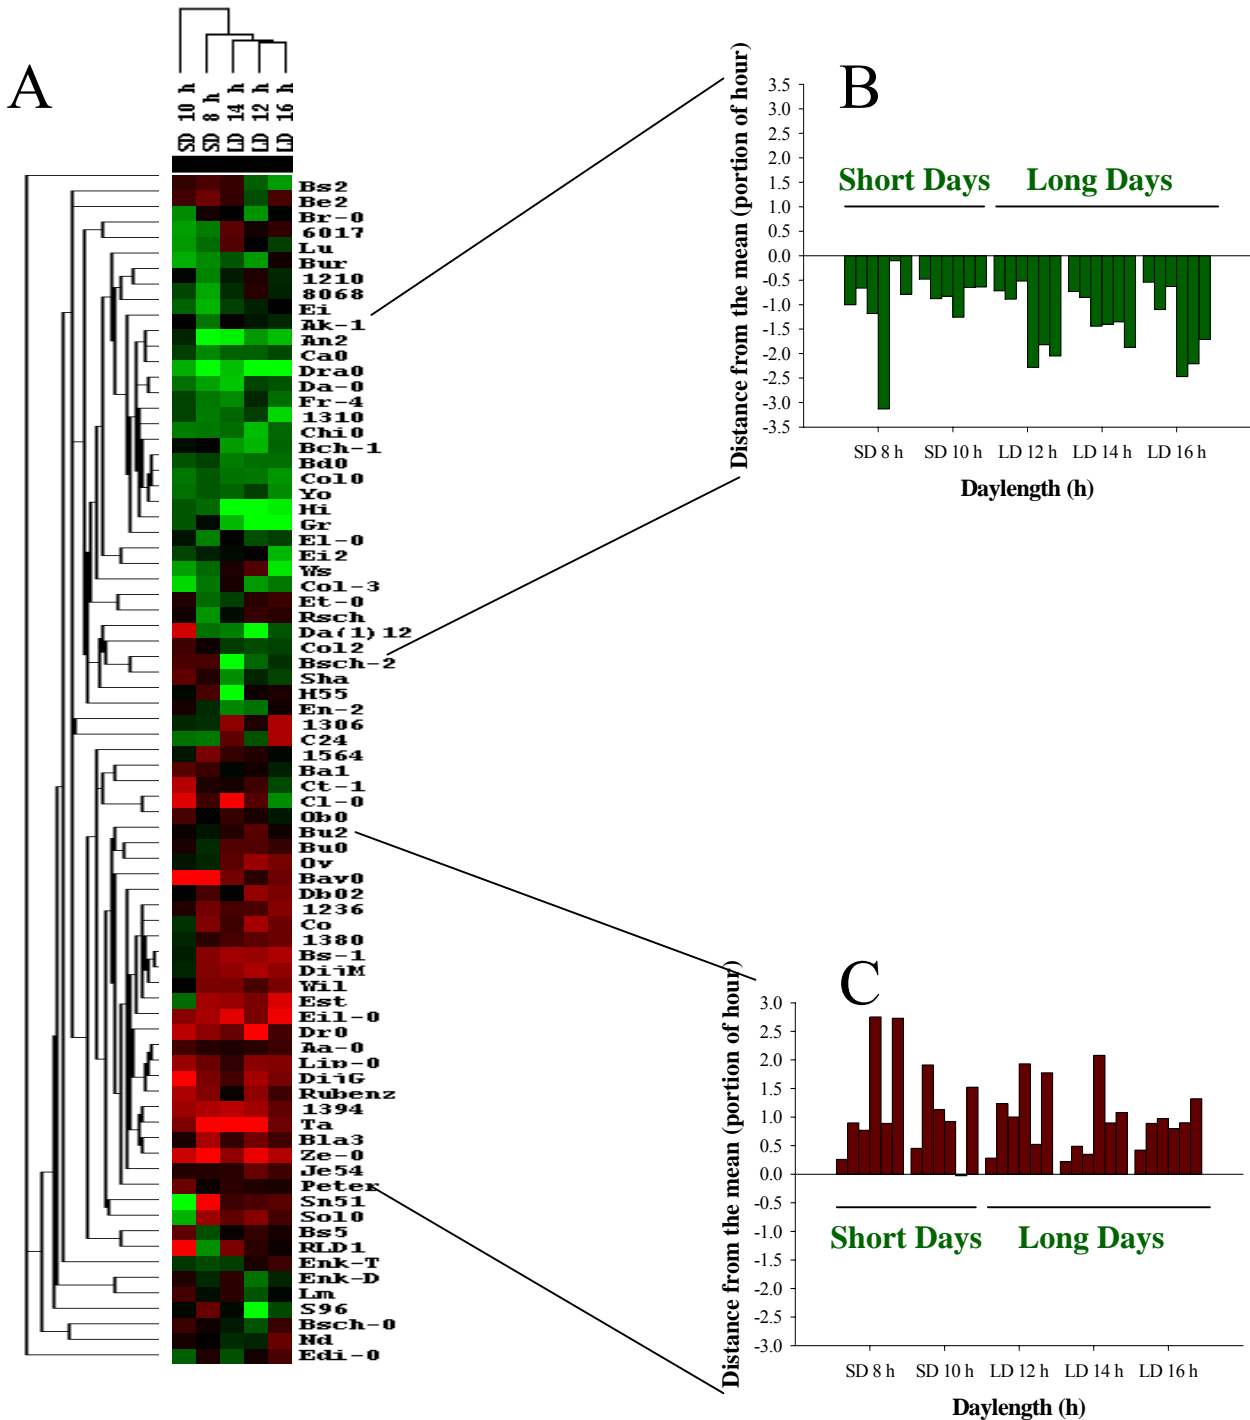 A
SD 10 h
SD 8 h
LD 14 h
LD 12 h
LD 16 h
Bs2
Be2
Br-0
6017
Lu
Bur
1210
8068
Ei
Ak-1
An2
Ca0
Dra0
Da-0
Fr-4
1310
Chi0
Bch-1
Bd0
Col0
Yo
Hi
Gr
El-0
Ei2
Ws
Col-3
Et-0
Rsch
Da(1)12
Col2
Bsch-2
Sha
H55
En-2
1306
C24
1564
Ba1
Ct-1
Cl-0
Ob0
Bu2
Bu0
Ov
Bav0
Db02
1236
Co
1380
Bs-1
DijM
Wil
Est
Eil-0
Dr0
Aa-0
Lip-0
DijG
Rubenz
1394
Ta
Bla3
Ze-0
Je54
Peter
Sn51
Sol0
Bs5
RLD1
Enk-T
Enk-D
Lm
S96
Bsch-0
Nd
Edi-0
B
Distance from the mean (portion of hour)
3.5
3.0
2.5
2.0
1.5
1.0
0.5
0.0
-0.5
-1.0
-1.5
-2.0
-2.5
-3.0
-3.5
Short Days Long Days
SD 8 h SD 10 h LD 12 h LD 14 h LD 16 h
Daylength (h)
C
Distance from the mean (portion of hour)
3.0
2.5
2.0
1.5
1.0
0.5
0.0
-0.5
-1.0
-1.5
-2.0
-2.5
-3.0
Short Days Long Days
SD 8 h SD 10 h LD 12 h LD 14 h LD 16 h
Daylength (h)